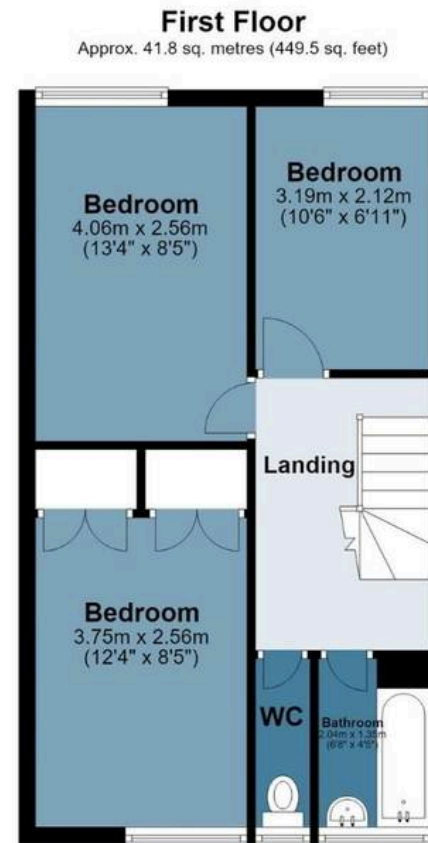 First Floor
Approx. 41.8 sq. metres (449.5 sq. feet)
Bedroom
4.06m x 2.56m
(13'4" x 8'5")
Bedroom
3.19m x 2.12m
(10'6" x 6'11")
Landing
Bedroom
3.75m x 2.56m
(12'4" x 8'5")
WC
Bathroom
2.04m x 1.35m
(6'8" x 4'5")